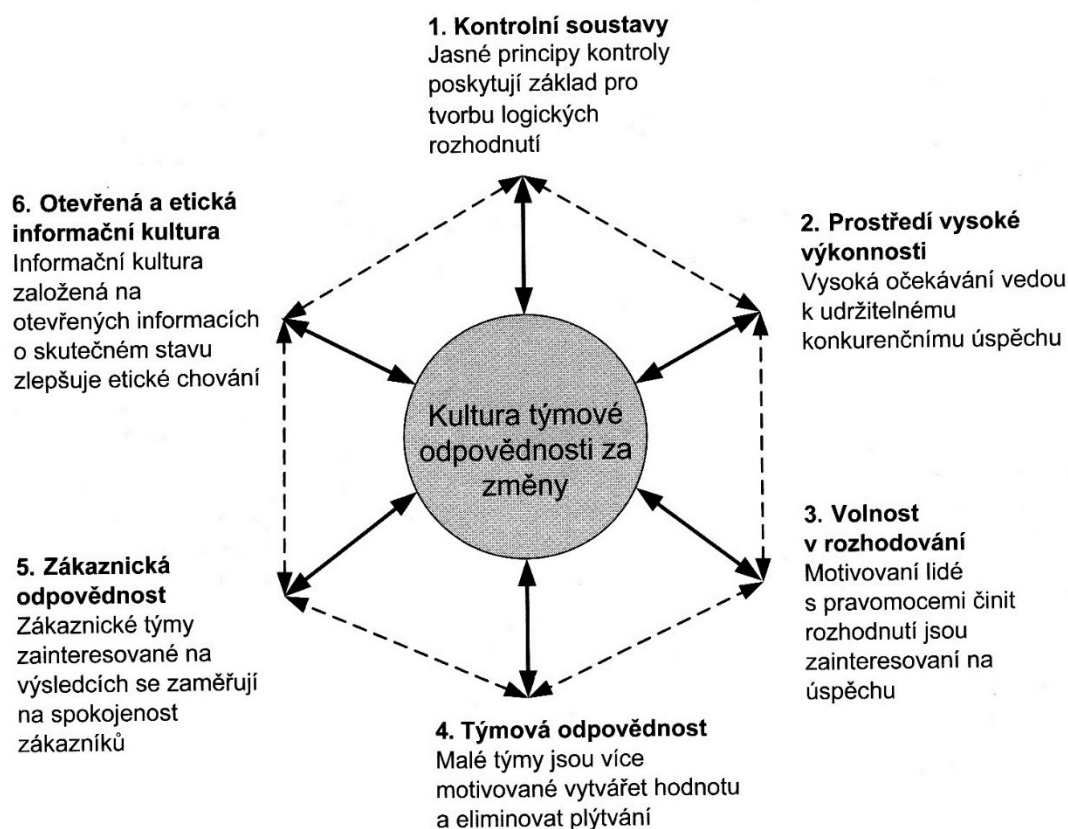 1. Kontrolní soustavy
Jasné principy kontroly
poskytují základ pro
tvorbu logických
rozhodnutí
2. Prostředí vysoké
výkonnosti
Vysoká očekávání vedou
k udržitelnému
konkurenčnímu úspěchu
3. Volnost
v rozhodování
Motivovaní lidé
s pravomocemi činit
rozhodnutí jsou
zainteresovaní na
úspěchu
4. Týmová odpovědnost
Malé týmy jsou více
motivované vytvářet hodnotu
a eliminovat plýtvání
5. Zákaznická
odpovědnost
Zákaznické týmy
zainteresované na
výsledcích se zaměřují
na spokojenost
zákazníků
6. Otevřená a etická
informační kultura
Informační kultura
založená na
otevřených informacích
o skutečném stavu
zlepšuje etické chování
Kultura týmové
odpovědnosti za
změny